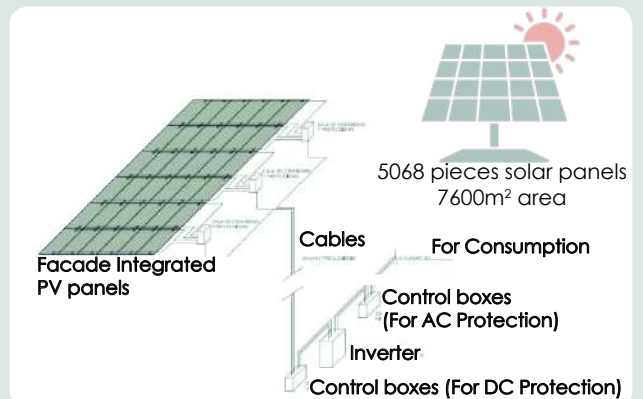 5068 pieces solar panels
7600m² area
Cables
For Consumption
Facade Integrated
PV panels
Control boxes
(For AC Protection)
Inverter
Control boxes (For DC Protection)